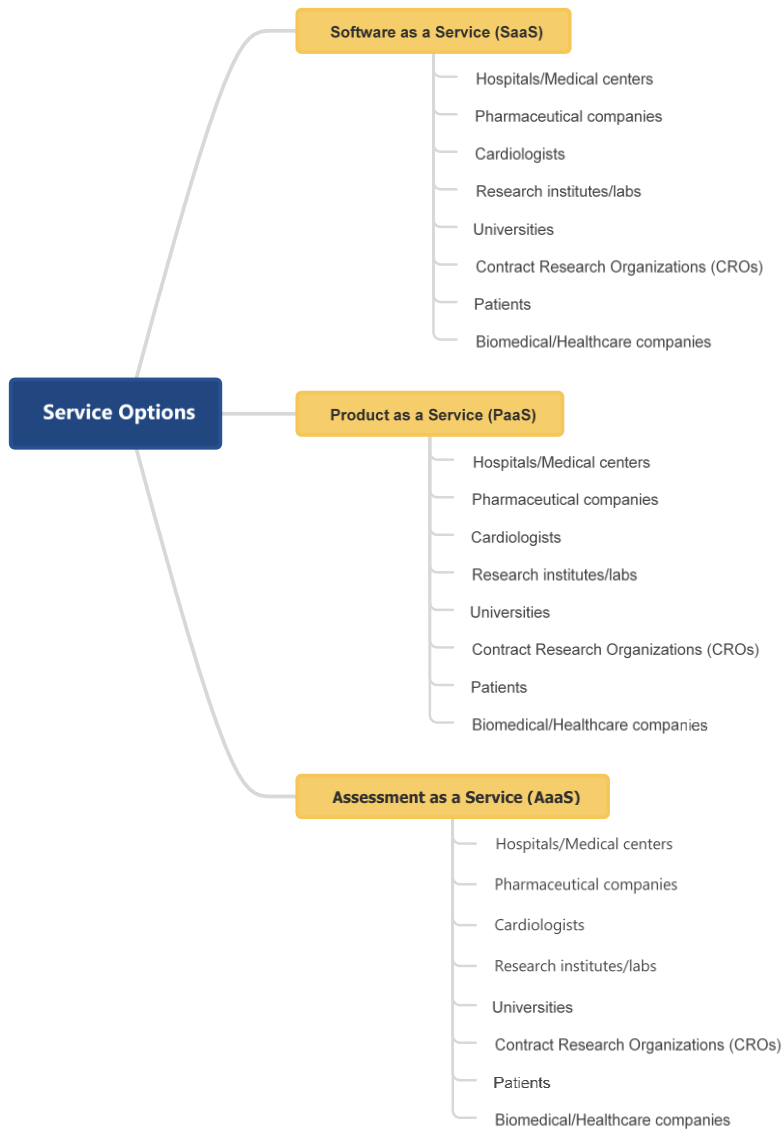 Software as a Service (SaaS)
Hospitals/Medical centers
Pharmaceutical companies
Cardiologists
Research institutes/labs
Universities
Contract Research Organizations (CROs)
Patients
Biomedical/Healthcare companies
Service Options
Product as a Service (PaaS)
Hospitals/Medical centers
Pharmaceutical companies
Cardiologists
Research institutes/labs
Universities
Contract Research Organizations (CROs)
Patients
Biomedical/Healthcare companies
Assessment as a Service (AaaS)
Hospitals/Medical centers
Pharmaceutical companies
Cardiologists
Research institutes/labs
Universities
Contract Research Organizations (CROs)
Patients
Biomedical/Healthcare companies